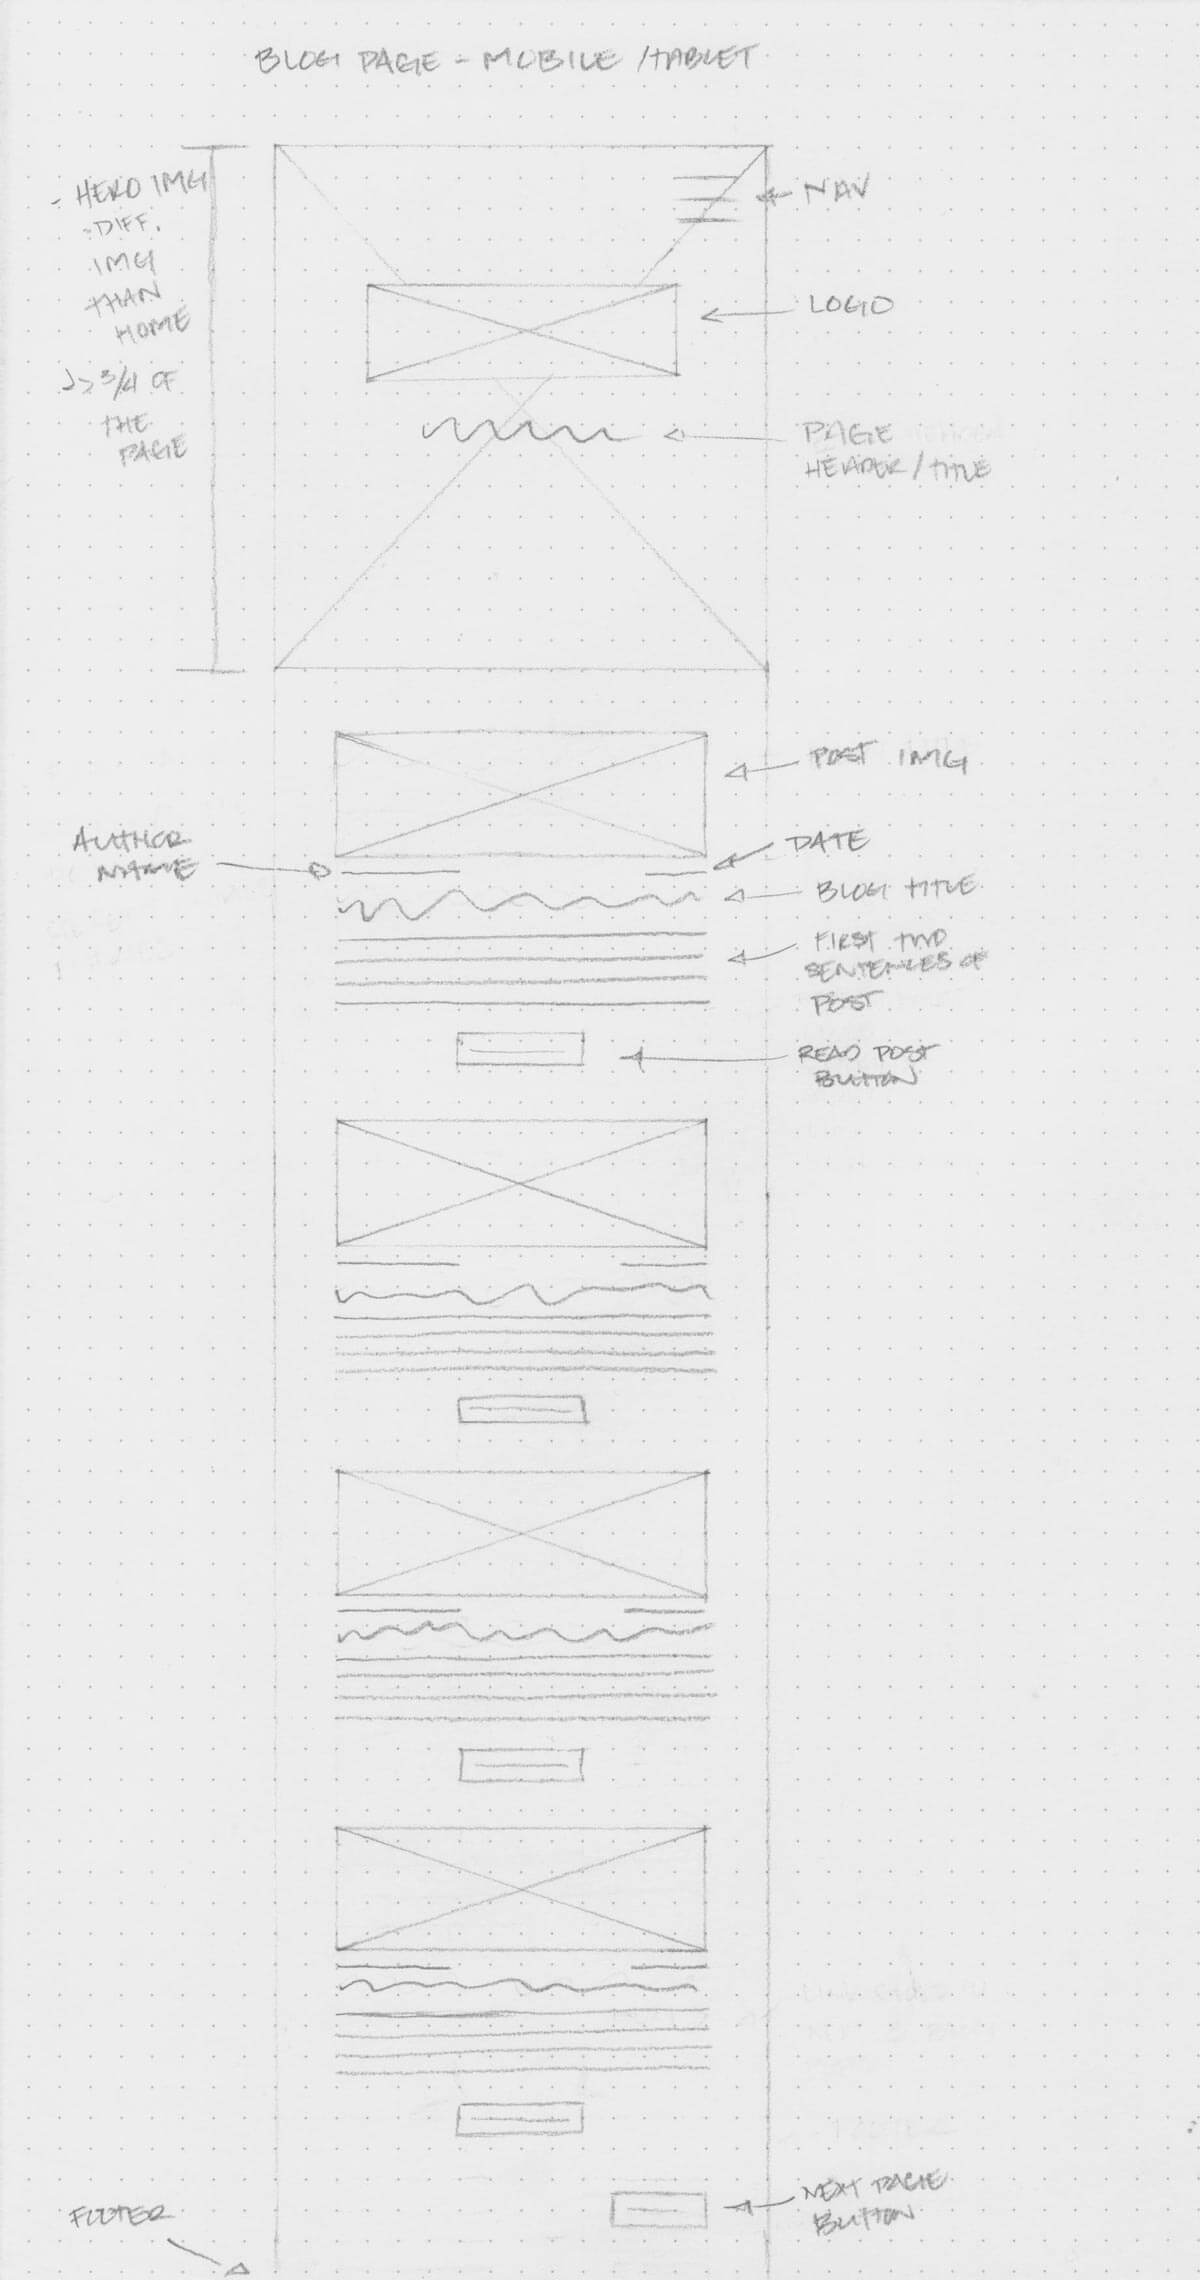 BLOG PAGE - MOBILE / TABLET
- HERO IMG
- DIFF.
IMG
THAN
HOME
↳ 3/4 OF
THE
PAGE
NAV
LOGO
PAGE
HEADER / TITLE
POST IMG
AUTHOR
NAME
DATE
BLOG TITLE
FIRST TWO
SENTENCES OF
POST
READ POST
BUTTON
NEXT PAGE
BUTTON
FOOTER